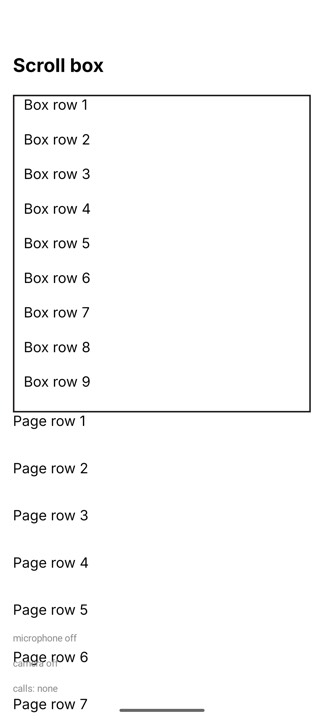 Scroll box
Box row 1
Box row 2
Box row 3
Box row 4
Box row 5
Box row 6
Box row 7
Box row 8
Box row 9
Page row 1
Page row 2
Page row 3
Page row 4
Page row 5
microphone off
Page row 6
camera off
calls: none
Page row 7